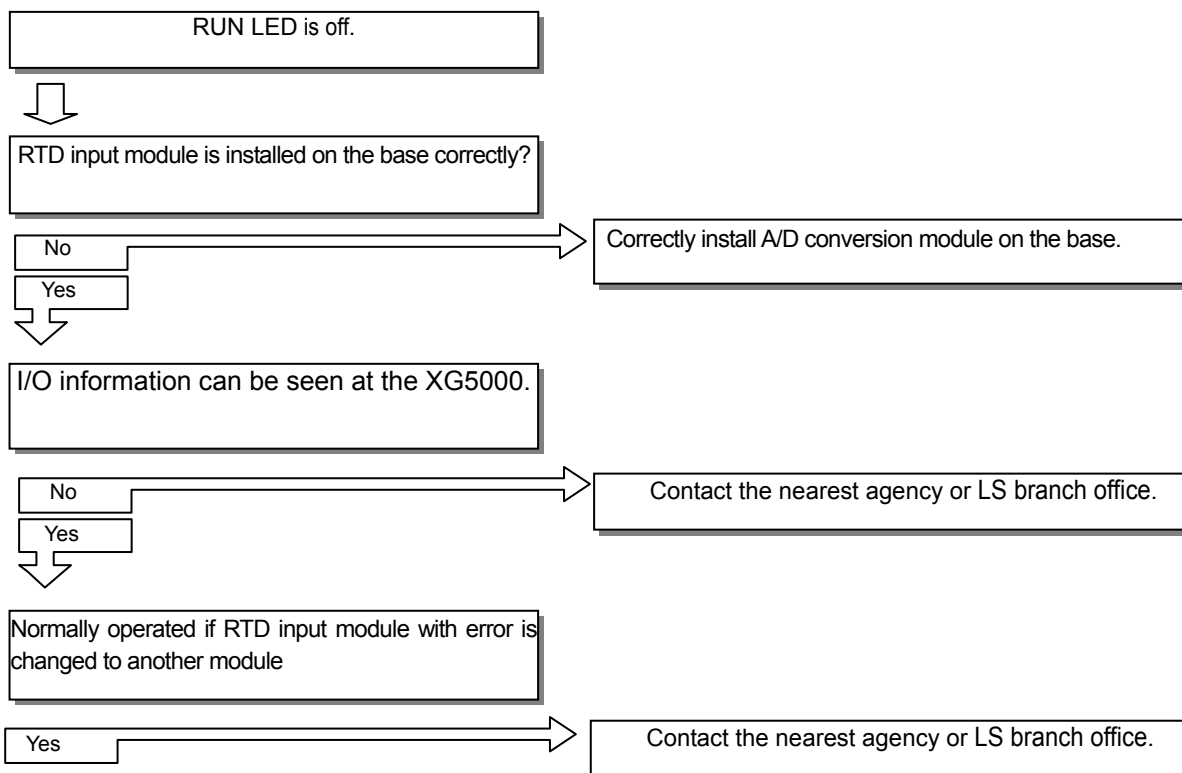 RUN LED is off.
RTD input module is installed on the base correctly?
No
Correctly install A/D conversion module on the base.
Yes
I/O information can be seen at the XG5000.
No
Contact the nearest agency or LS branch office.
Yes
Normally operated if RTD input module with error is
changed to another module
Yes
Contact the nearest agency or LS branch office.